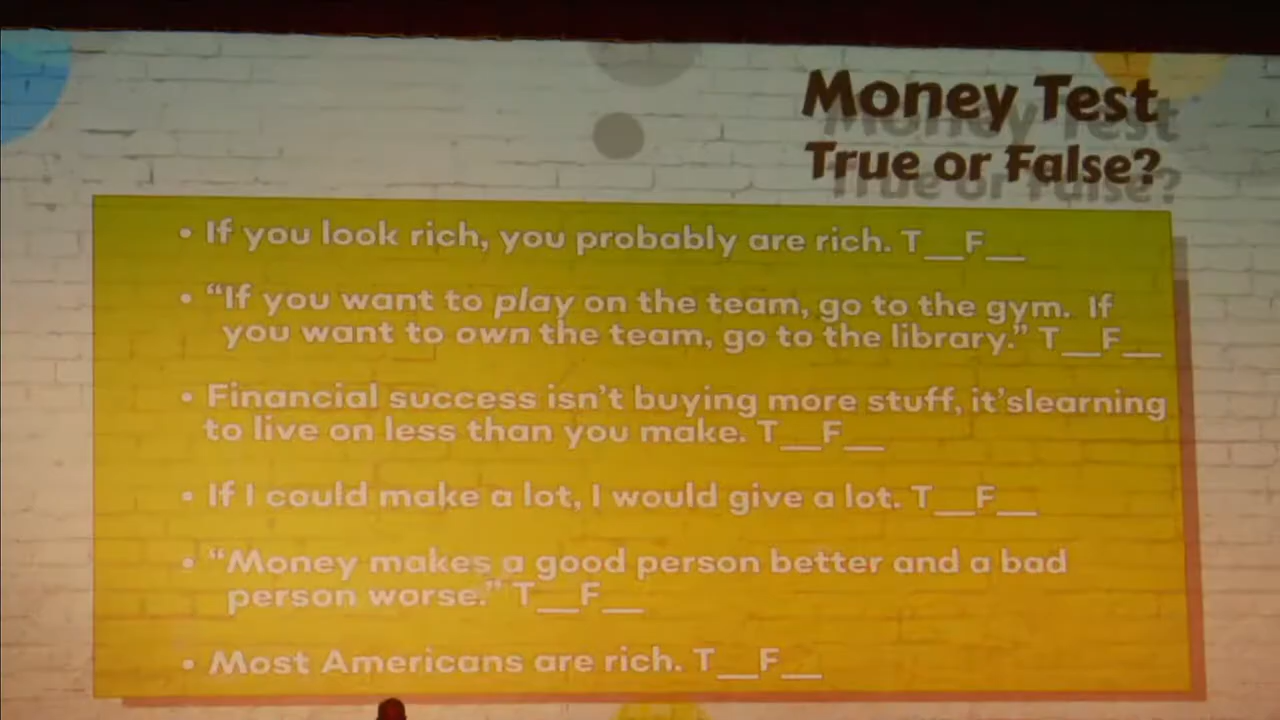 Money Test
True or False?
• If you look rich, you probably are rich. T__F__
• “If you want to play on the team, go to the gym. If
you want to own the team, go to the library.” T__F__
• Financial success isn’t buying more stuff, it’slearning
to live on less than you make. T__F__
• If I could make a lot, I would give a lot. T__F__
• “Money makes a good person better and a bad
person worse.” T__F__
• Most Americans are rich. T__F__